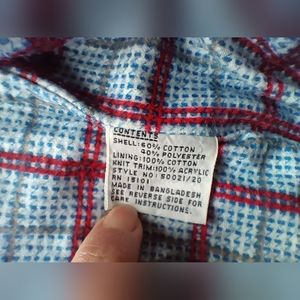 CONTENTS
SHELL: 60% COTTON
40% POLYESTER
LINING: 100% COTTON
KNIT TRIM: 100% ACRYLIC
STYLE NO: 50021/20
RN 15101
MADE IN BANGLADESH
SEE REVERSE SIDE FOR
CARE INSTRUCTIONS.